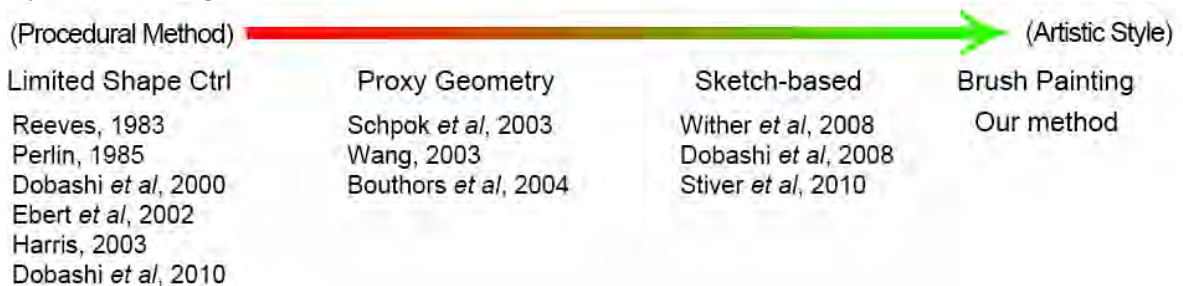 (Procedural Method) (Artistic Style)
Limited Shape Ctrl Proxy Geometry Sketch-based Brush Painting
Reeves, 1983 Schpok et al, 2003 Wither et al, 2008 Our method
Perlin, 1985 Wang, 2003 Dobashi et al, 2008
Dobashi et al, 2000 Bouthors et al, 2004 Stiver et al, 2010
Ebert et al, 2002
Harris, 2003
Dobashi et al, 2010